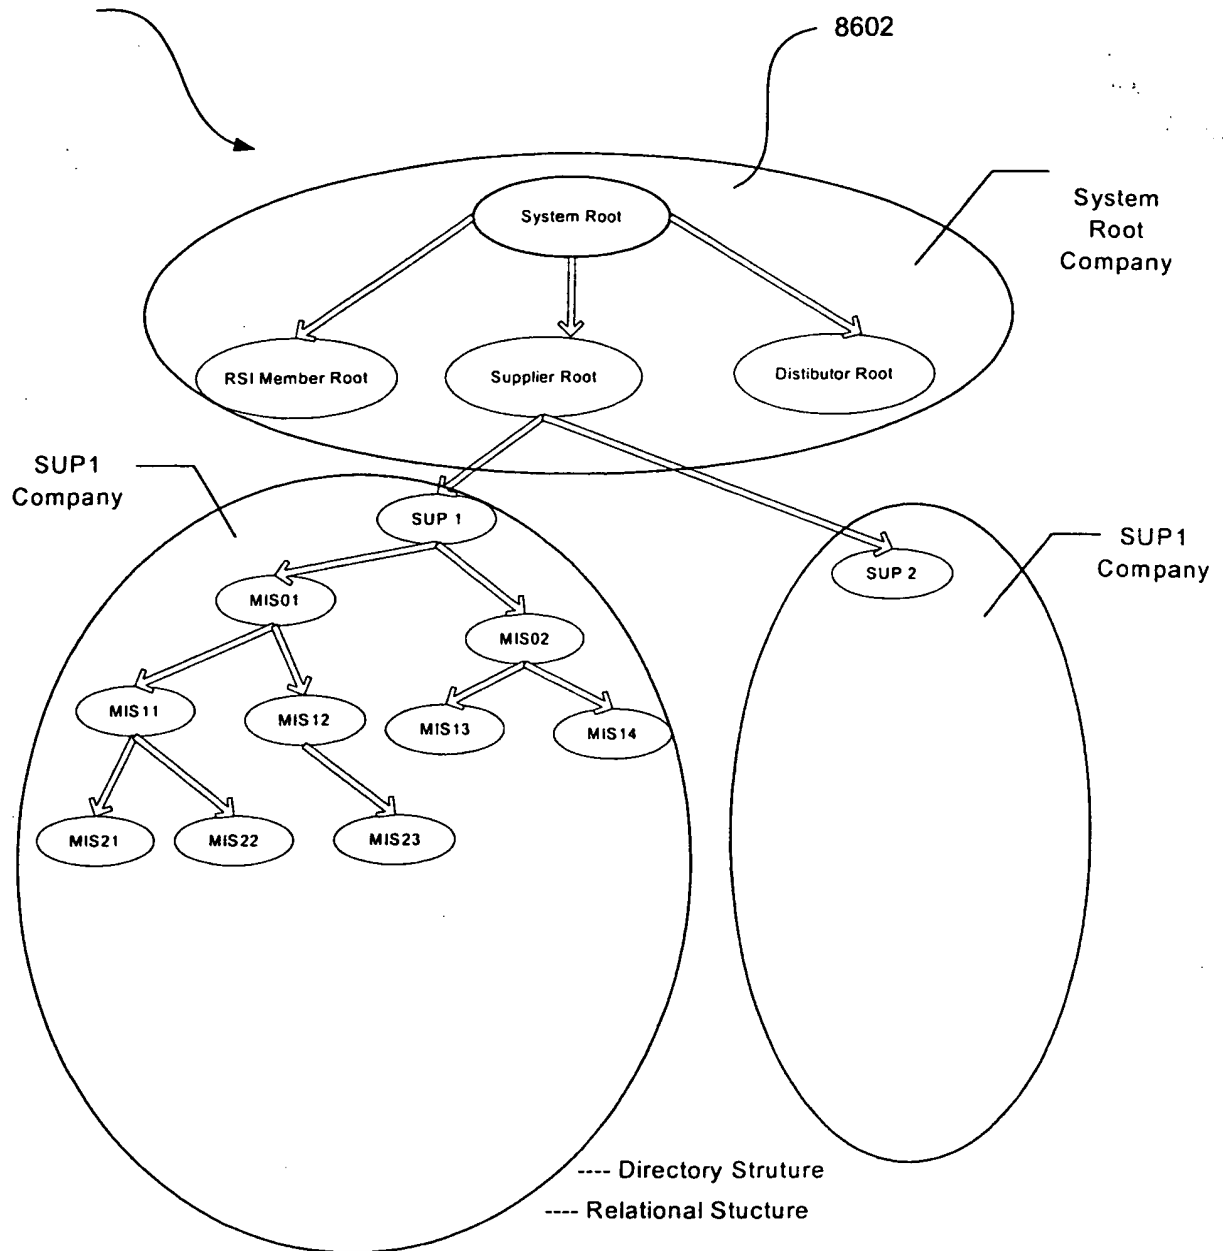 8602
System Root
System
Root
Company
RSI Member Root
Supplier Root
Distibutor Root
SUP1
Company
SUP 1
SUP 2
SUP1
Company
MIS01
MIS02
MIS11
MIS12
MIS13
MIS14
MIS21
MIS22
MIS23
---- Directory Struture
---- Relational Stucture